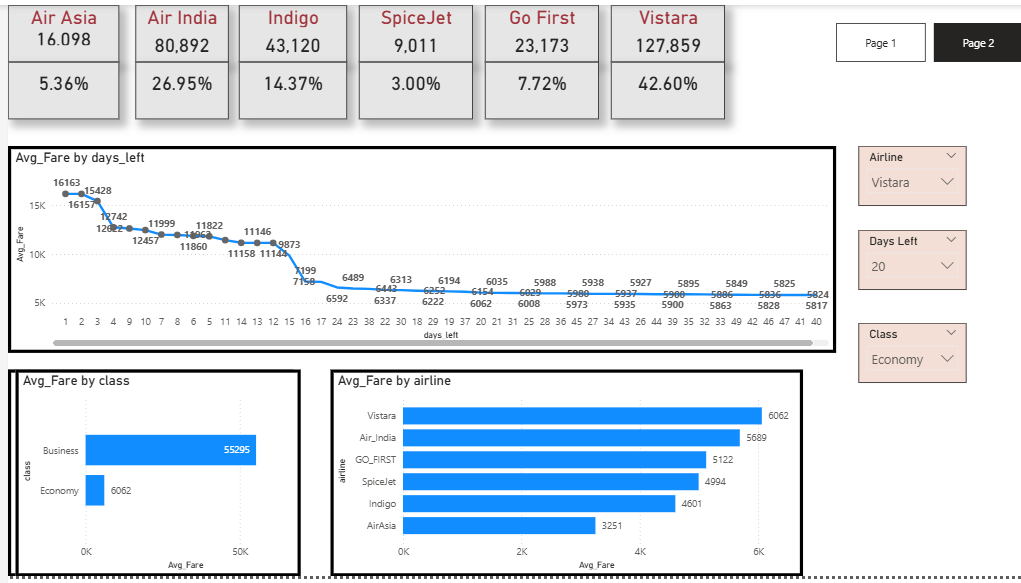 Air Asia
16,098
5.36%
Air India
80,892
26.95%
Indigo
43,120
14.37%
SpiceJet
9,011
3.00%
Go First
23,173
7.72%
Vistara
127,859
42.60%
Page 1
Page 2
Avg_Fare by days_left
Avg_Fare
15K
10K
5K
16163
16157
15428
12742
12457
11999
11860
11822
11158
11146
11144
9873
7199
7158
6592
6489
6443
6337
6313
6252
6222
6194
6154
6062
6035
6029
6008
5988
5980
5973
5938
5937
5935
5927
5900
5895
5886
5863
5849
5836
5828
5825
5824
5817
1 2 3 4 9 10 7 8 6 5 11 14 13 12 15 16 17 24 23 38 22 30 18 29 19 37 20 21 31 25 28 36 45 27 34 43 26 44 39 35 32 33 49 42 46 47 41 40
days_left
Airline
Vistara
Days Left
20
Class
Economy
Avg_Fare by class
class
Business 55295
Economy 6062
0K 50K
Avg_Fare
Avg_Fare by airline
airline
Vistara 6062
Air_India 5689
GO_FIRST 5122
SpiceJet 4994
Indigo 4601
AirAsia 3251
0K 2K 4K 6K
Avg_Fare